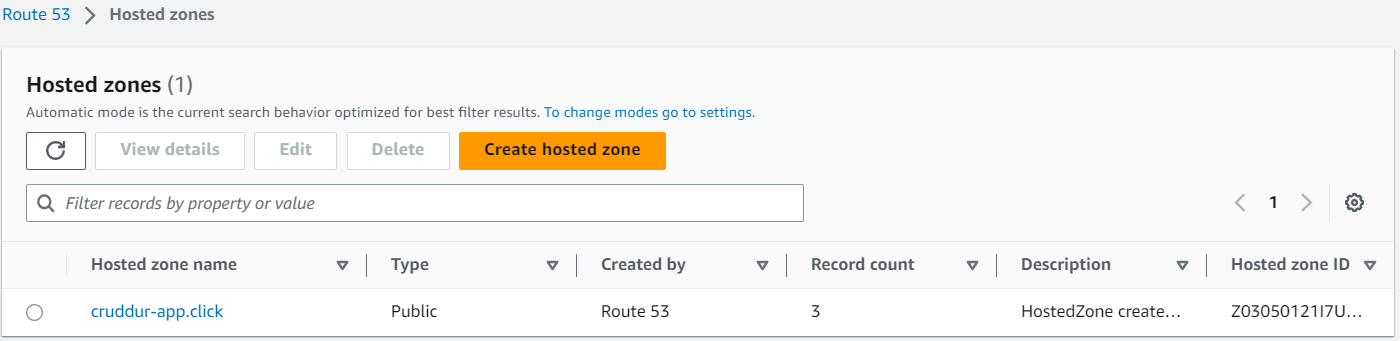 Route 53 > Hosted zones
Hosted zones (1)
Automatic mode is the current search behavior optimized for best filter results. To change modes go to settings.
View details Edit Delete Create hosted zone
Filter records by property or value
1
Hosted zone name Type Created by Record count Description Hosted zone ID
cruddur-app.click Public Route 53 3 HostedZone create... Z03050121I7U...